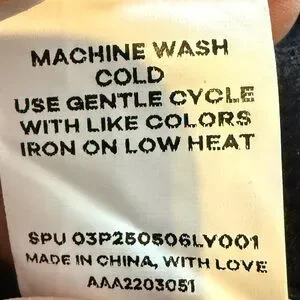 MACHINE WASH
COLD
USE GENTLE CYCLE
WITH LIKE COLORS
IRON ON LOW HEAT
SPU 03P250506LY001
MADE IN CHINA, WITH LOVE
AAA2203051